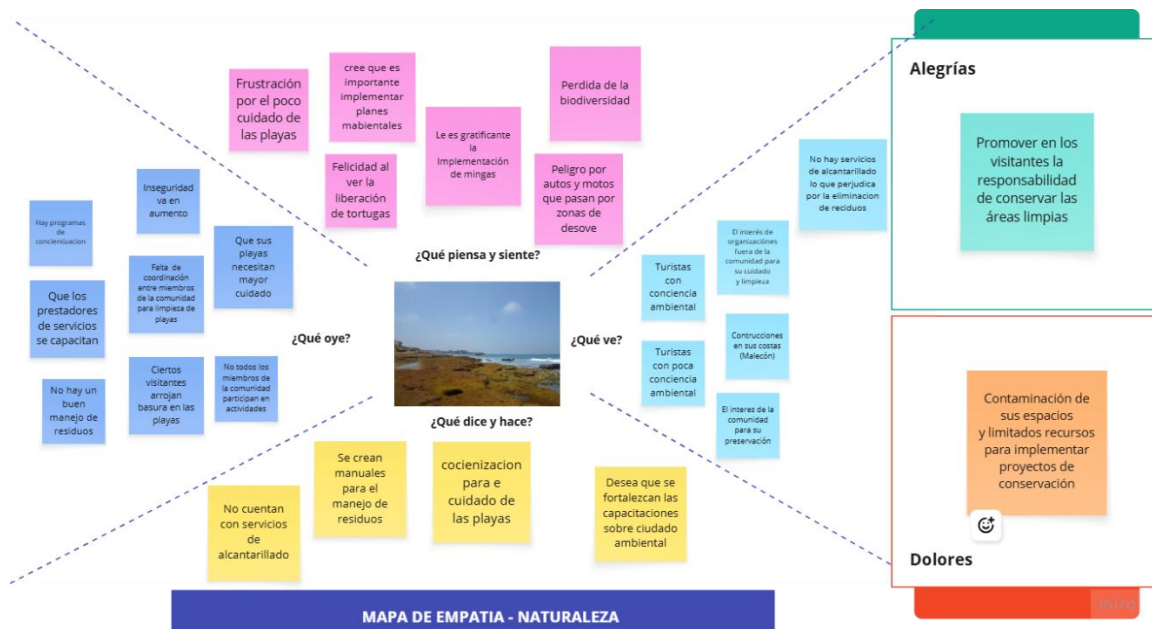 Frustración
por el poco
cuidado de
las playas
cree que es
importante
implementar
planes
mabientales
Felicidad al
ver la
liberación
de tortugas
Le es gratificante
la
Implementación
de mingas
Perdida de la
biodiversidad
Peligro por
autos y motos
que pasan por
zonas de
desove
¿Qué piensa y siente?
Hay programas
de
concientizacion
Inseguridad
va en
aumento
Que sus
playas
necesitan
mayor
cuidado
Que los
prestadores
de servicios
se capacitan
Falta de
coordinación
entre miembros
de la comunidad
para limpieza de
playas
No hay un
buen
manejo de
residuos
Ciertos
visitantes
arrojan
basura en las
playas
No todos los
miembros de
la comunidad
participan en
actividades
¿Qué oye?
¿Qué ve?
Turistas
con
conciencia
ambiental
Turistas
con poca
conciencia
ambiental
El interés de
organizaciónes
fuera de la
comunidad para
su cuidado
y limpieza
Contrucciones
en sus costas
(Malecón)
El interes de la
comunidad
para su
preservación
No hay servicios
de alcantarillado
lo que perjudica
por la eliminacion
de residuos
¿Qué dice y hace?
No cuentan
con servicios
de
alcantarillado
Se crean
manuales
para el
manejo de
residuos
cocienizacion
para e
cuidado de
las playas
Desea que se
fortalezcan las
capacitaciones
sobre ciudado
ambiental
Alegrías
Promover en los
visitantes la
responsabilidad
de conservar las
áreas limpias
Contaminación de
sus espacios
y limitados recursos
para implementar
proyectos de
conservación
Dolores
miro
MAPA DE EMPATIA - NATURALEZA